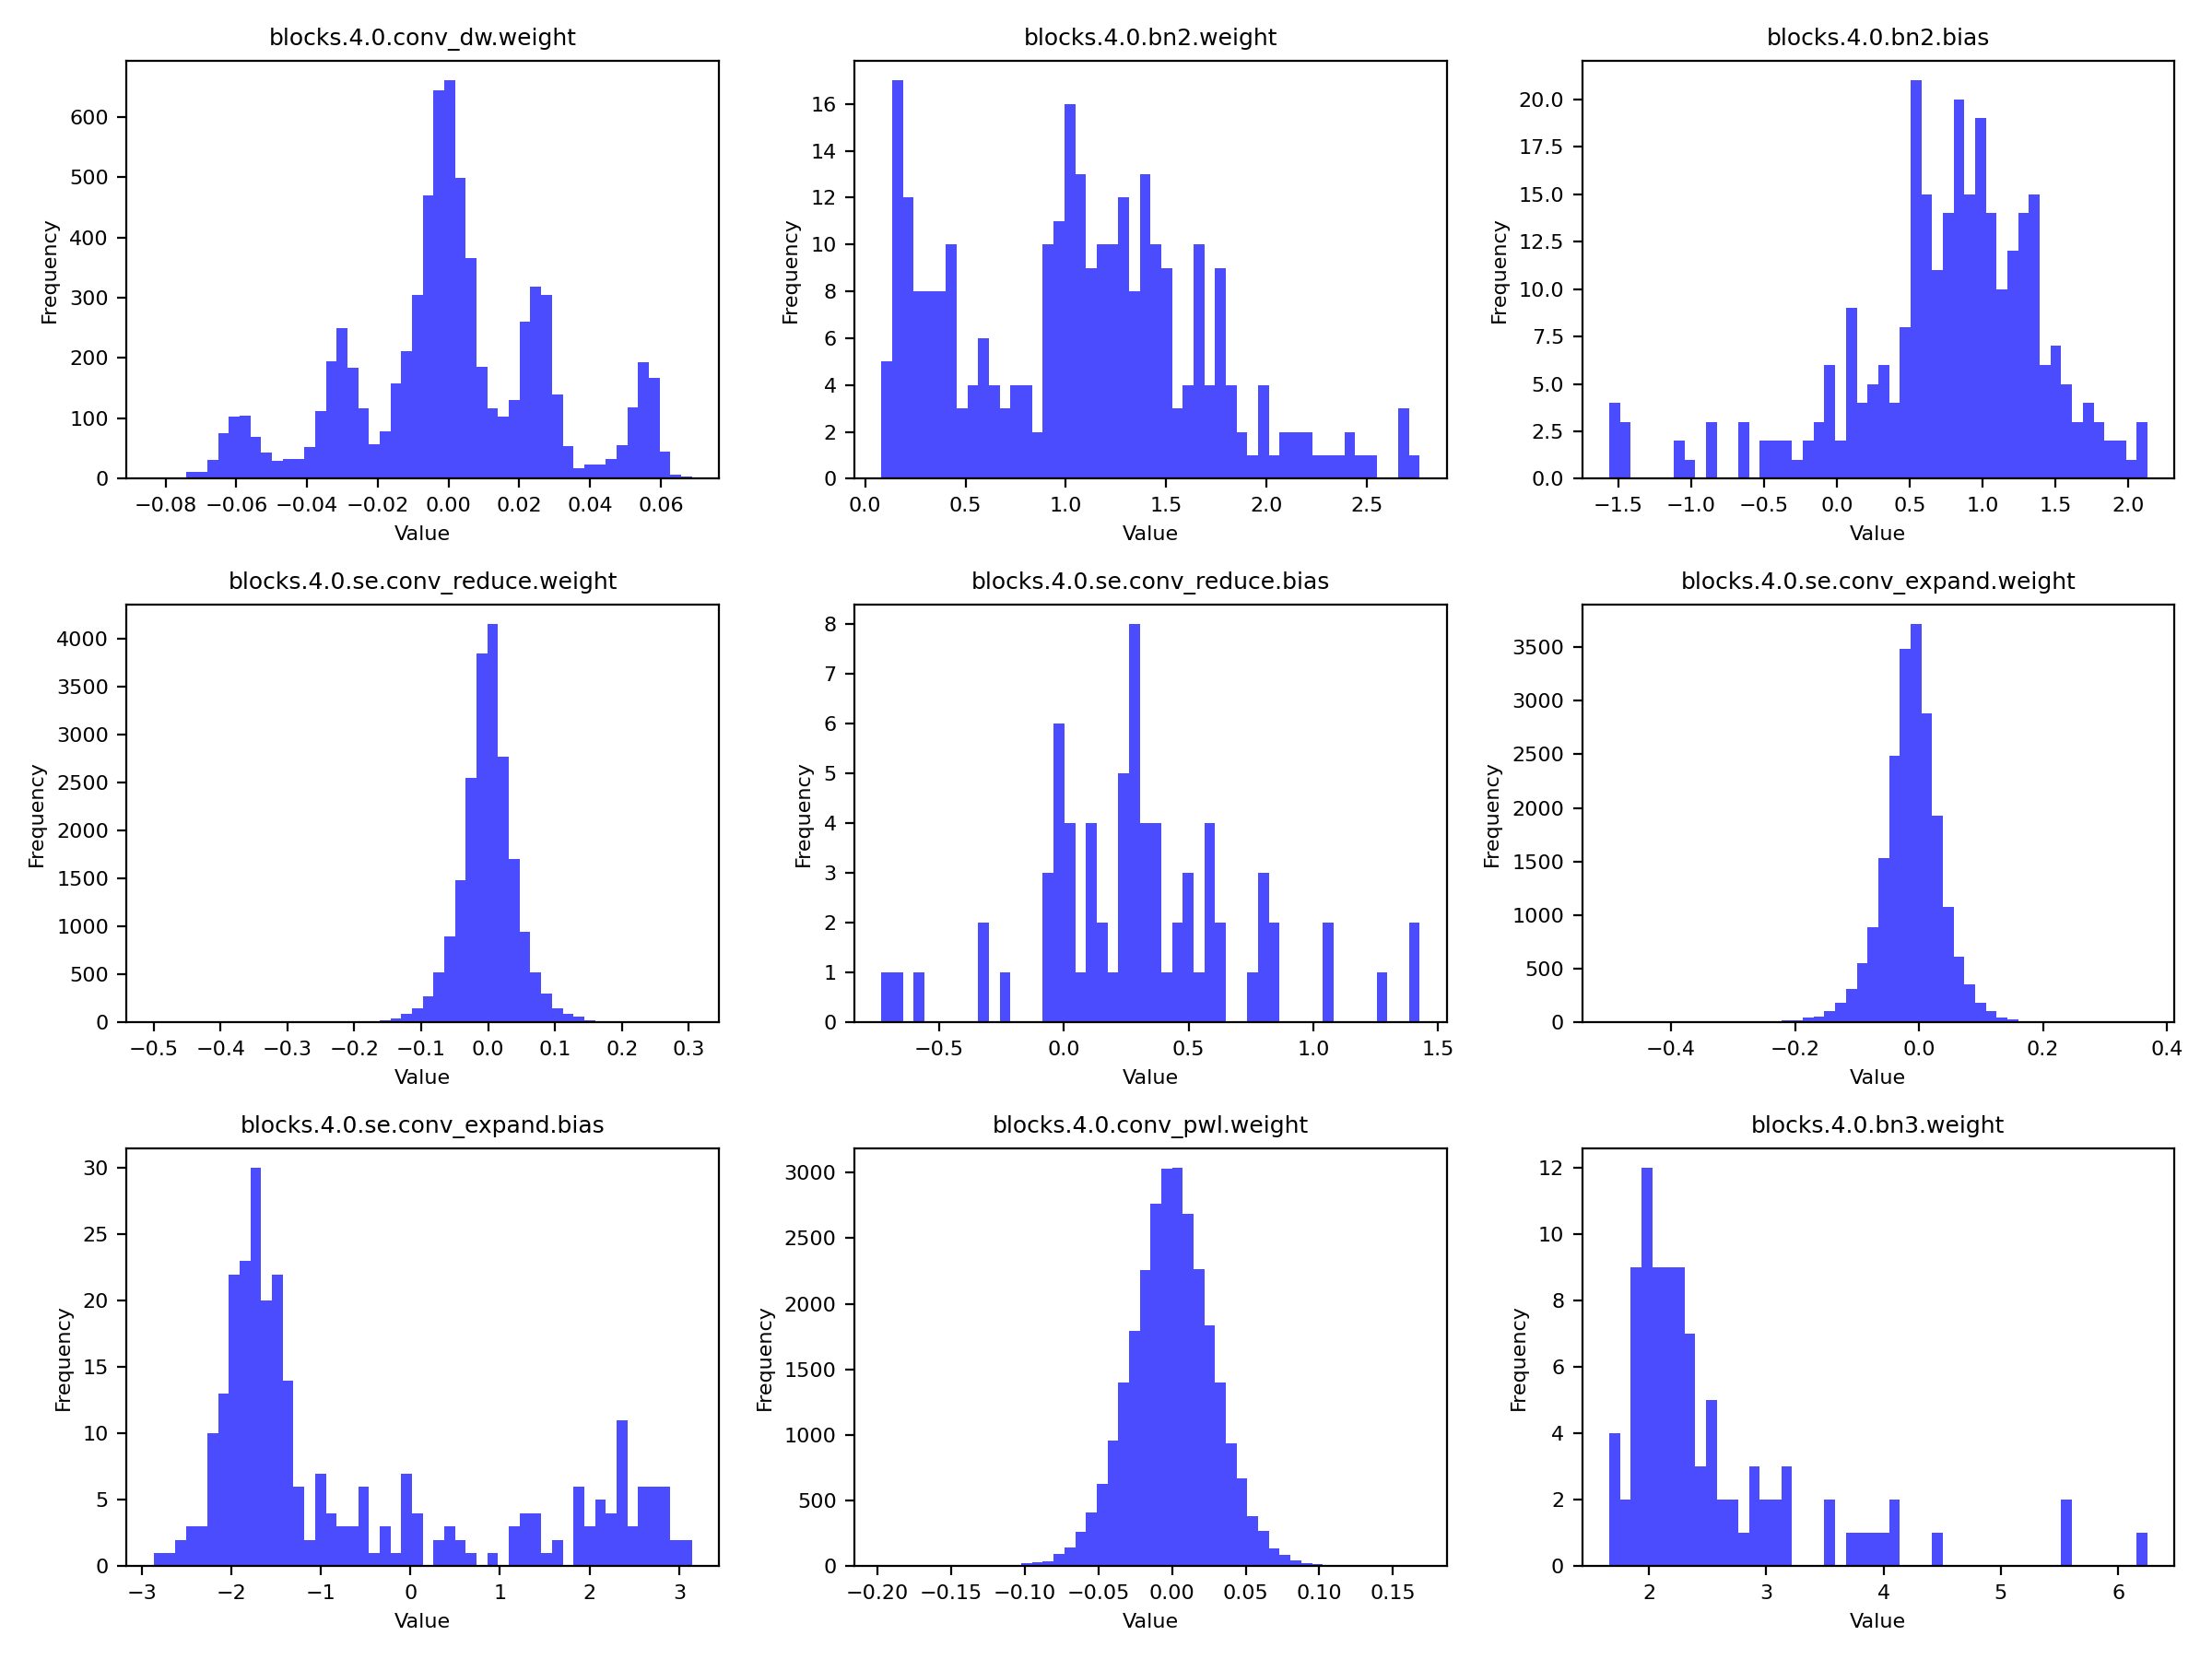 blocks.4.0.conv_dw.weight
Frequency
600
500
400
300
200
100
0
−0.08 −0.06 −0.04 −0.02 0.00 0.02 0.04 0.06
Value
blocks.4.0.bn2.weight
Frequency
16
14
12
10
8
6
4
2
0
0.0 0.5 1.0 1.5 2.0 2.5
Value
blocks.4.0.bn2.bias
Frequency
20.0
17.5
15.0
12.5
10.0
7.5
5.0
2.5
0.0
−1.5 −1.0 −0.5 0.0 0.5 1.0 1.5 2.0
Value
blocks.4.0.se.conv_reduce.weight
Frequency
4000
3500
3000
2500
2000
1500
1000
500
0
−0.5 −0.4 −0.3 −0.2 −0.1 0.0 0.1 0.2 0.3
Value
blocks.4.0.se.conv_reduce.bias
Frequency
8
7
6
5
4
3
2
1
0
−0.5 0.0 0.5 1.0 1.5
Value
blocks.4.0.se.conv_expand.weight
Frequency
3500
3000
2500
2000
1500
1000
500
0
−0.4 −0.2 0.0 0.2 0.4
Value
blocks.4.0.se.conv_expand.bias
Frequency
30
25
20
15
10
5
0
−3 −2 −1 0 1 2 3
Value
blocks.4.0.conv_pwl.weight
Frequency
3000
2500
2000
1500
1000
500
0
−0.20 −0.15 −0.10 −0.05 0.00 0.05 0.10 0.15
Value
blocks.4.0.bn3.weight
Frequency
12
10
8
6
4
2
0
2 3 4 5 6
Value